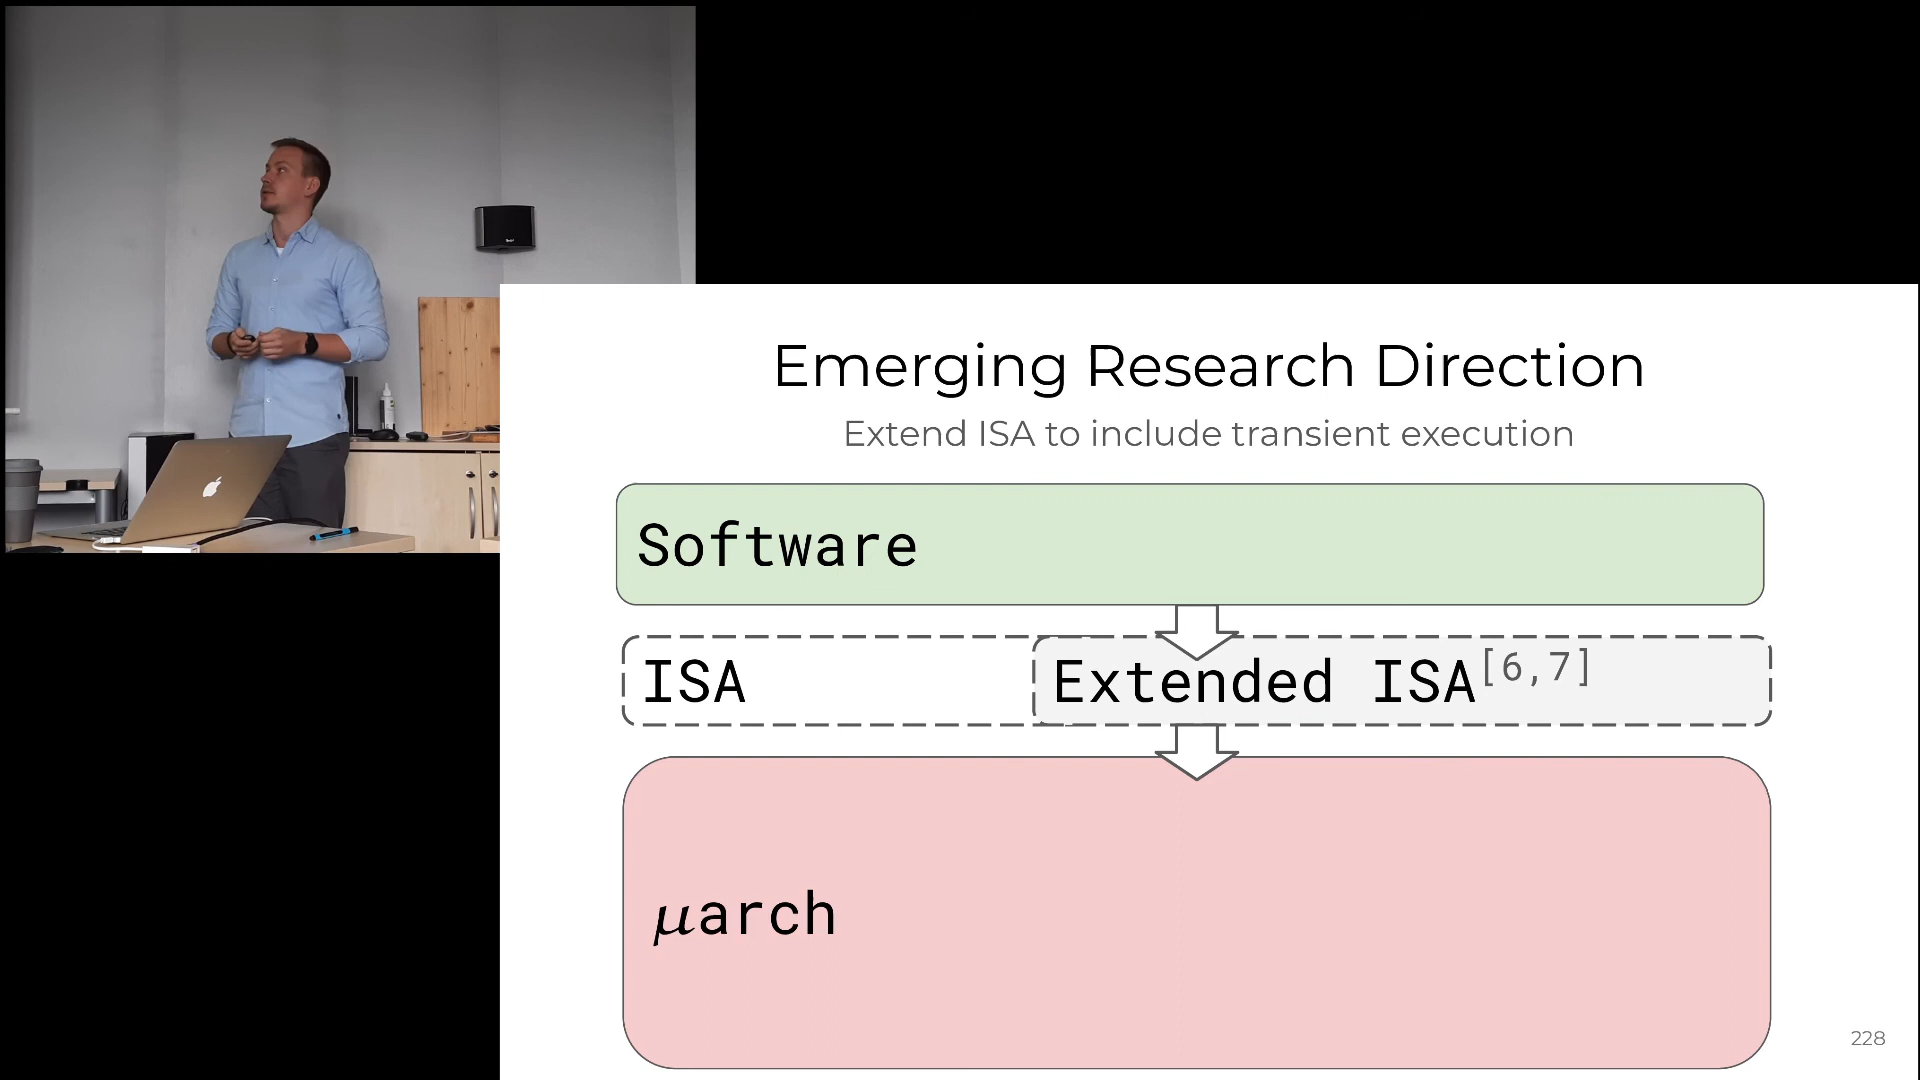 Emerging Research Direction
Extend ISA to include transient execution
Software
ISA
Extended ISA[6,7]
μarch
228